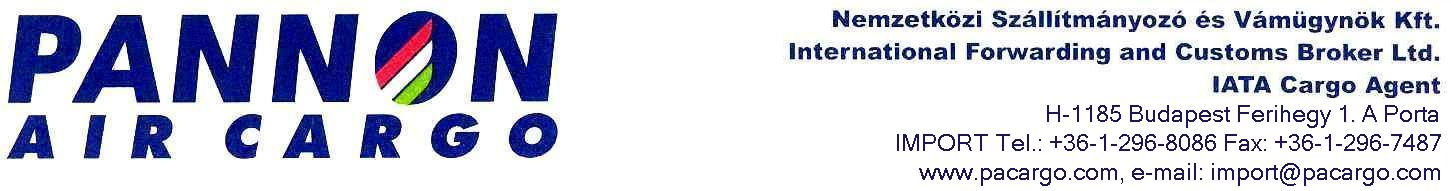 PANNON
AIR CARGO
Nemzetközi Szállítmányozó és Vámügynök Kft.
International Forwarding and Customs Broker Ltd.
IATA Cargo Agent
H-1185 Budapest Ferihegy 1. A Porta
IMPORT Tel.: +36-1-296-8086 Fax: +36-1-296-7487
www.pacargo.com, e-mail: import@pacargo.com